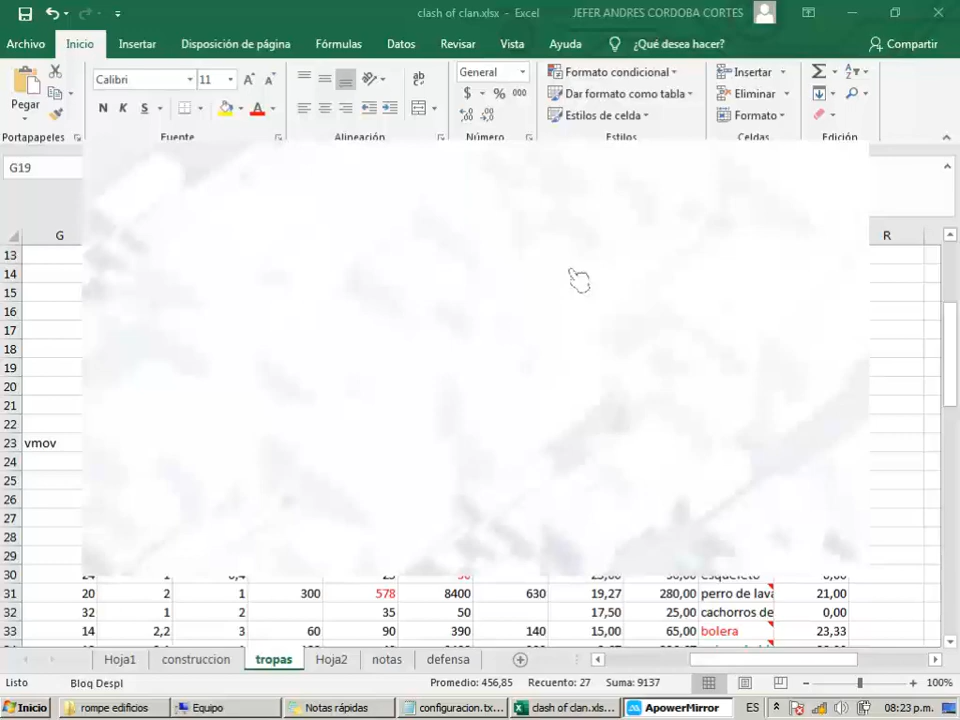 clash of clan.xlsx - Excel JEFER ANDRES CORDOBA CORTES
Archivo Inicio Insertar Disposición de página Fórmulas Datos Revisar Vista Ayuda ¿Qué desea hacer? Compartir
Pegar
Calibri 11
N K S A
ab
General
$ % 000
Formato condicional
Dar formato como tabla
Estilos de celda
Insertar
Eliminar
Formato
Portapapeles Fuente Alineación Número Estilos Celdas Edición
G19
G R
13
14
15
16
17
18
19
20
21
22
23 vmov
24
25
26
27
28
29
30
31 20 2 1 300 578 8400 630 19,27 280,00 perro de lava 21,00
32 32 1 2 35 50 17,50 25,00 cachorros de 0,00
33 14 2,2 3 60 90 390 140 15,00 65,00 bolera 23,33
Hoja1 construccion tropas Hoja2 notas defensa
Listo Bloq Despl Promedio: 456,85 Recuento: 27 Suma: 9137 100%
Inicio rompe edificios Equipo Notas rápidas configuracion.tx... clash of clan.xls... ApowerMirror ES 08:23 p.m.